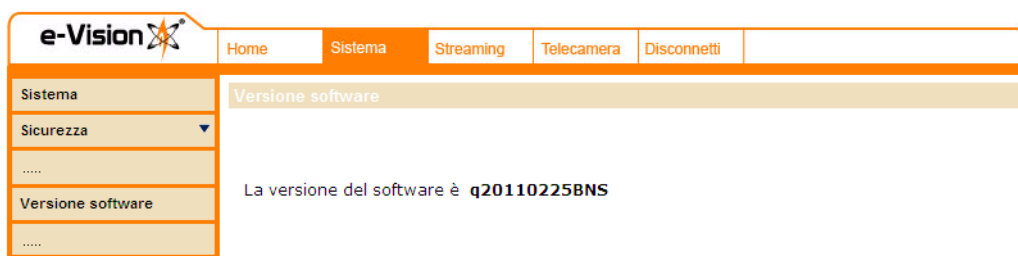 e-Vision
Home Sistema Streaming Telecamera Disconnetti
Sistema
Versione software
Sicurezza
.....
La versione del software è q20110225BNS
Versione software
.....